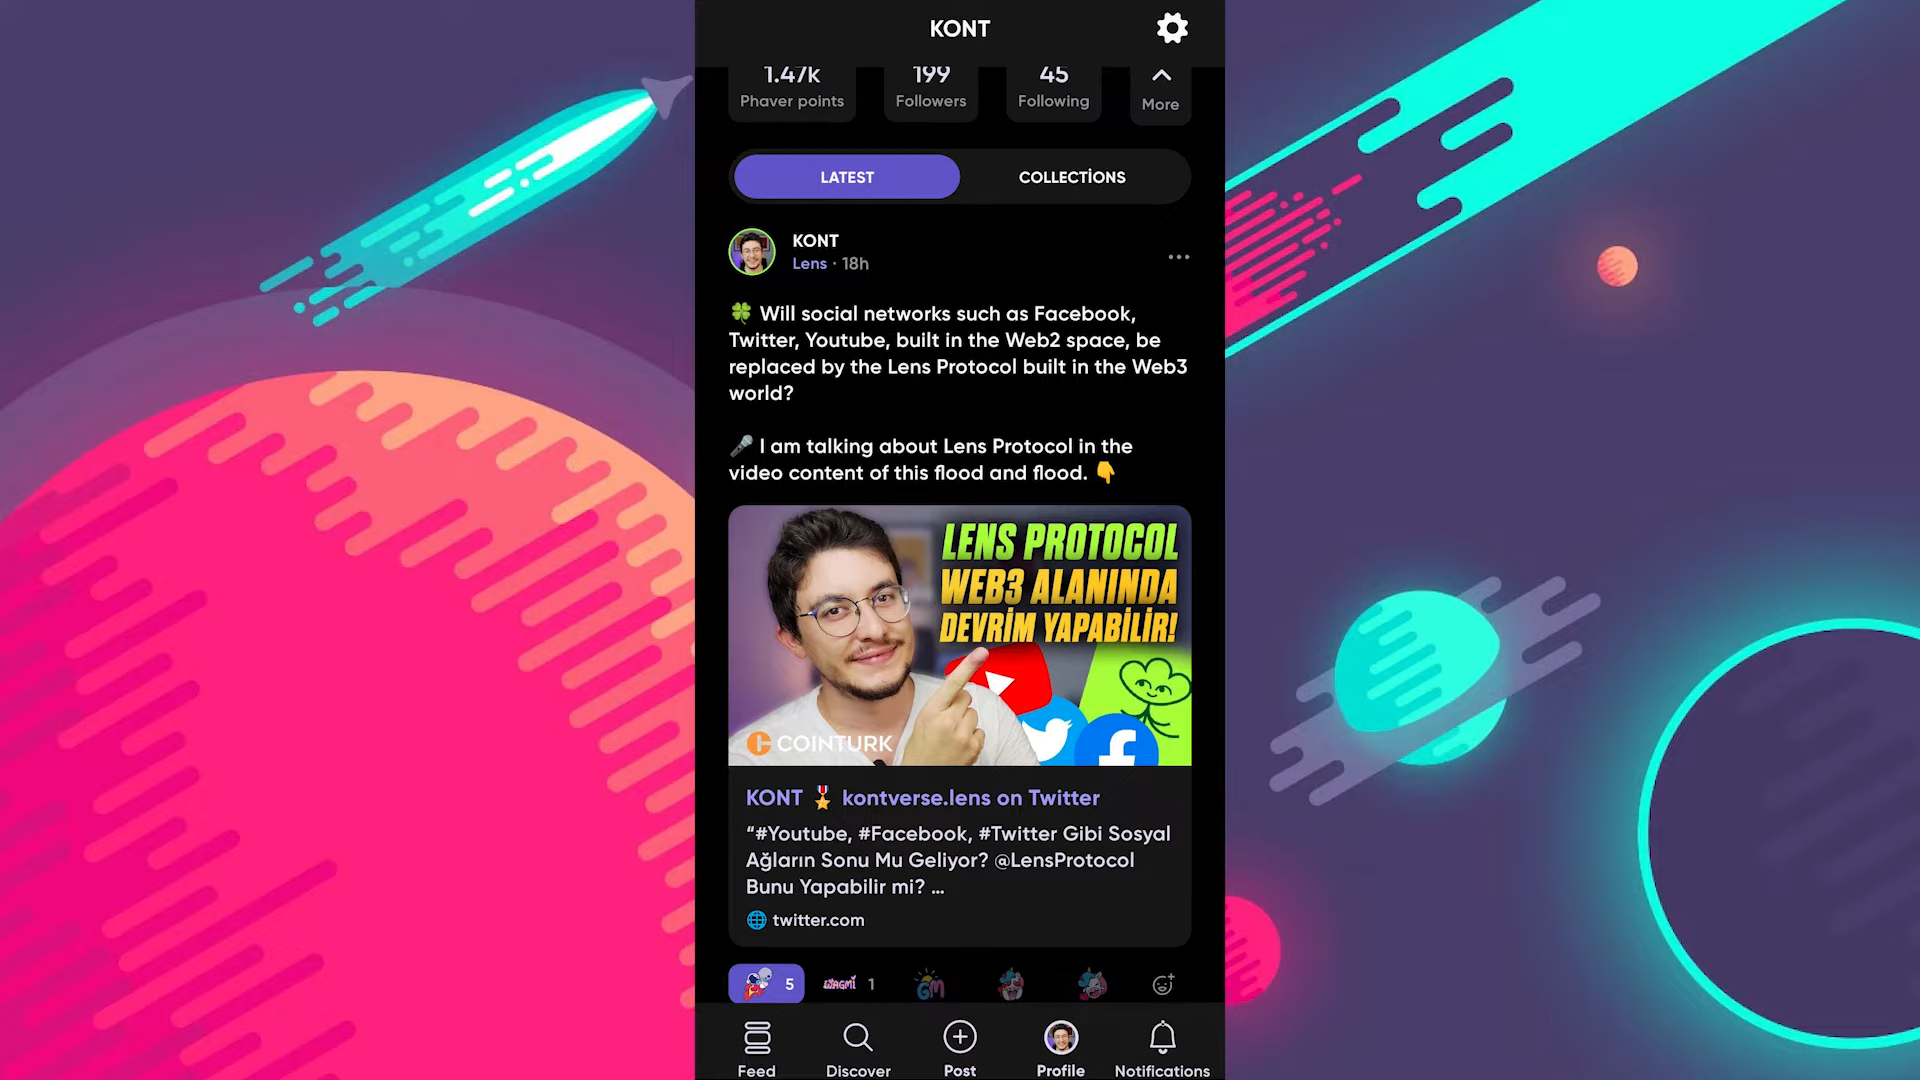 KONT
1.47k 199 45
Phaver points Followers Following More
LATEST COLLECTİONS
KONT
Lens · 18h
🍀 Will social networks such as Facebook,
Twitter, Youtube, built in the Web2 space, be
replaced by the Lens Protocol built in the Web3
world?
🎤 I am talking about Lens Protocol in the
video content of this flood and flood. 👇
LENS PROTOCOL
WEB3 ALANINDA
DEVRİM YAPABİLİR!
COINTURK
KONT 🎖️ kontverse.lens on Twitter
“#Youtube, #Facebook, #Twitter Gibi Sosyal
Ağların Sonu Mu Geliyor? @LensProtocol
Bunu Yapabilir mi? ...
🌐 twitter.com
5 WAGMİ 1 GM
Feed Discover Post Profile Notifications